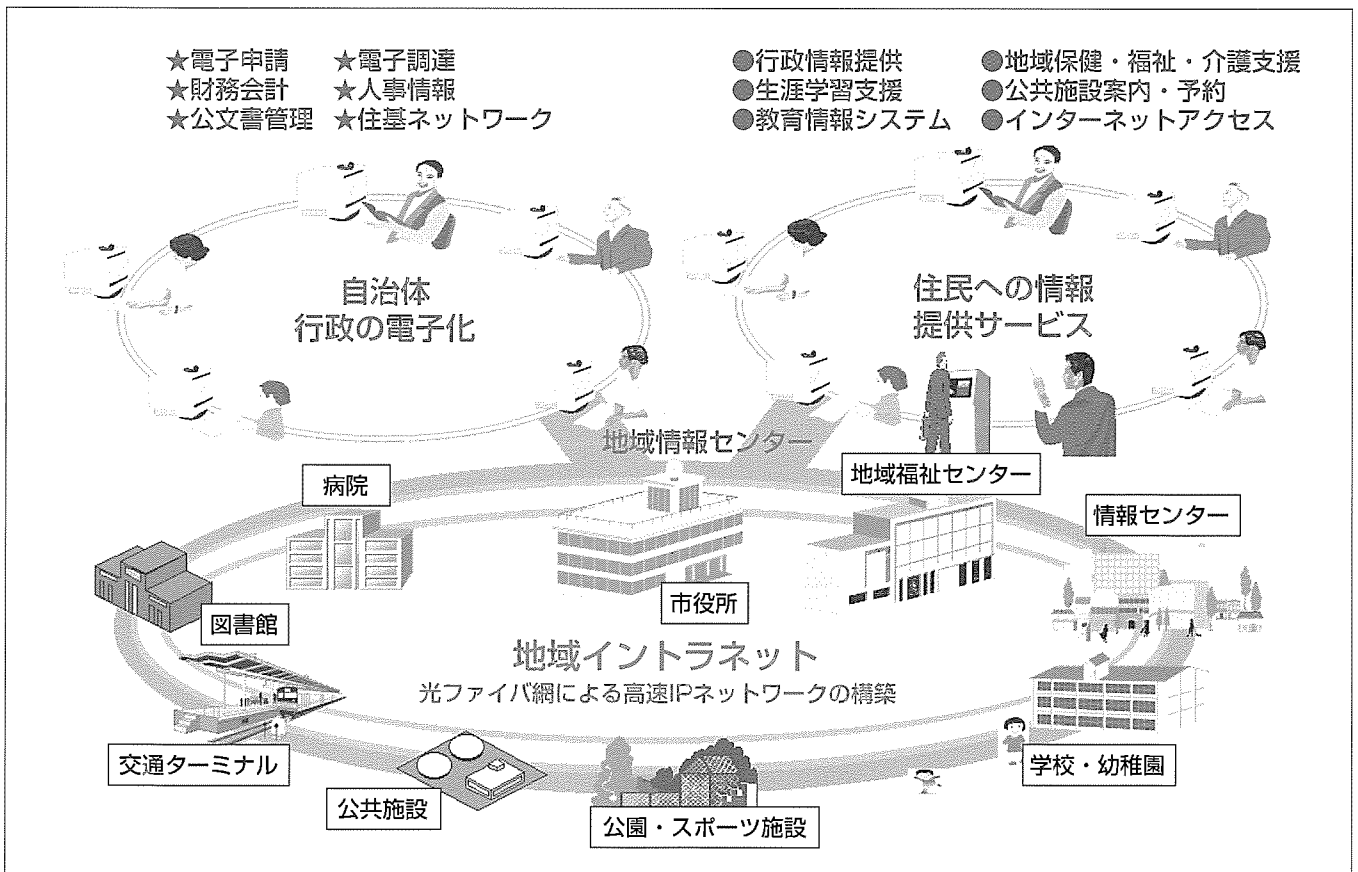 ★電子申請 ★電子調達
★財務会計 ★人事情報
★公文書管理 ★住基ネットワーク
●行政情報提供 ●地域保健・福祉・介護支援
●生涯学習支援 ●公共施設案内・予約
●教育情報システム ●インターネットアクセス
自治体
行政の電子化
住民への情報
提供サービス
地域情報センター
病院
地域福祉センター
情報センター
市役所
図書館
地域イントラネット
光ファイバ網による高速IPネットワークの構築
交通ターミナル
学校・幼稚園
公共施設
公園・スポーツ施設